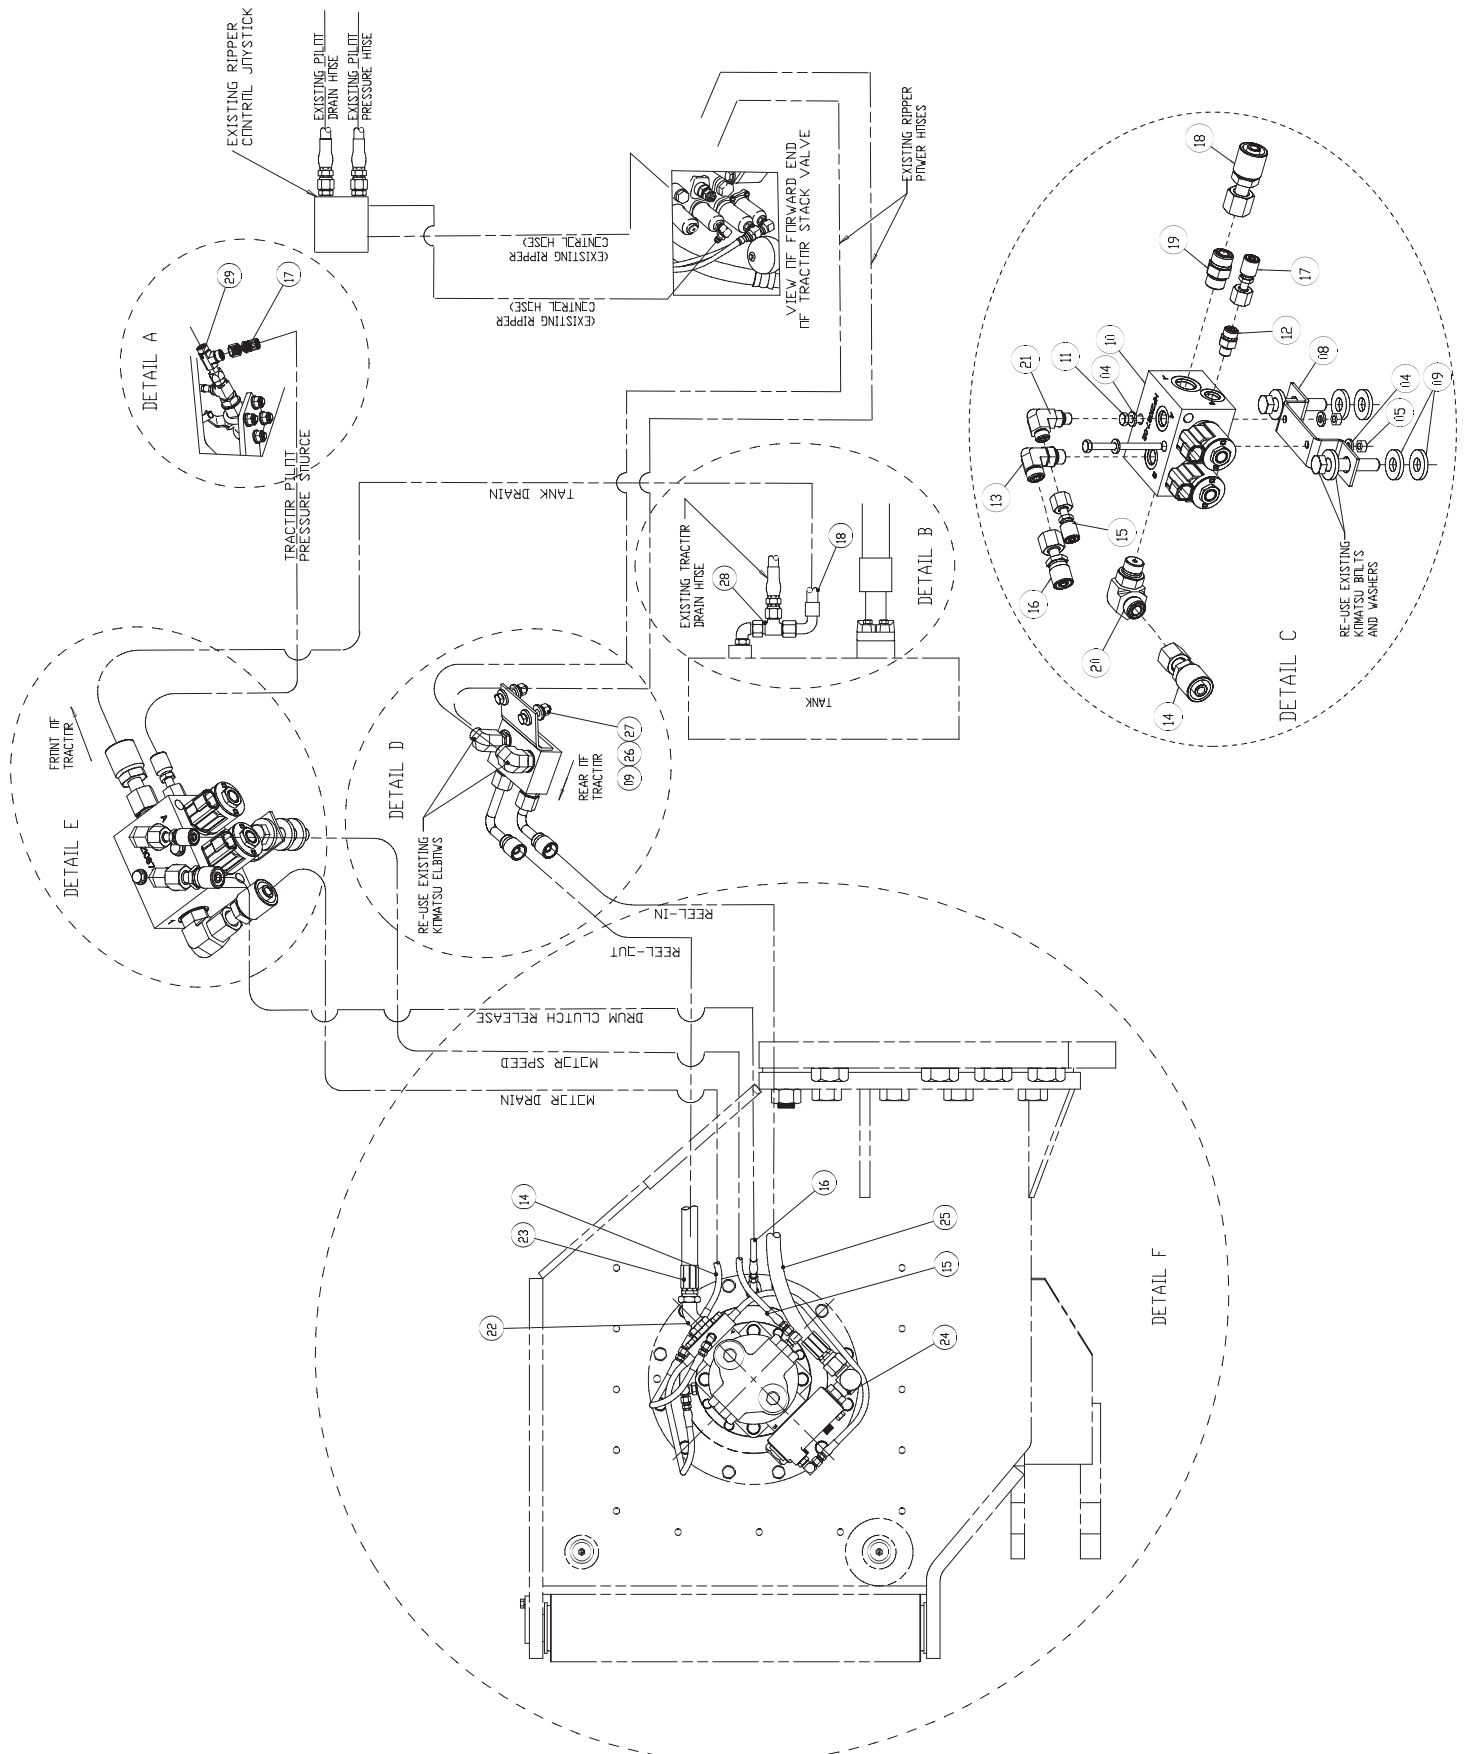 EXISTING RIPPER
CONTROL JOYSTICK
EXISTING PILOT
DRAIN HOSE
EXISTING PILOT
PRESSURE HOSE
(EXISTING RIPPER
CONTROL HOSE)
(EXISTING RIPPER
CONTROL HOSE)
VIEW OF FORWARD END
OF TRACTOR STACK VALVE
EXISTING RIPPER
POWER HOSES
DETAIL A
29
17
TRACTOR PILOT
PRESSURE SOURCE
TANK DRAIN
EXISTING TRACTOR
DRAIN HOSE
28
18
DETAIL B
TANK
18
19
17
12
10
11
04
21
13
08
04
05
09
15
16
20
14
RE-USE EXISTING
KOMATSU BOLTS
AND WASHERS
DETAIL C
FRONT OF
TRACTOR
DETAIL E
DETAIL D
RE-USE EXISTING
KOMATSU ELBOWS
REAR OF
TRACTOR
09
26
27
REEL-IN
REEL-OUT
DRUM CLUTCH RELEASE
MOTOR SPEED
MOTOR DRAIN
14
23
22
16
25
15
24
DETAIL F